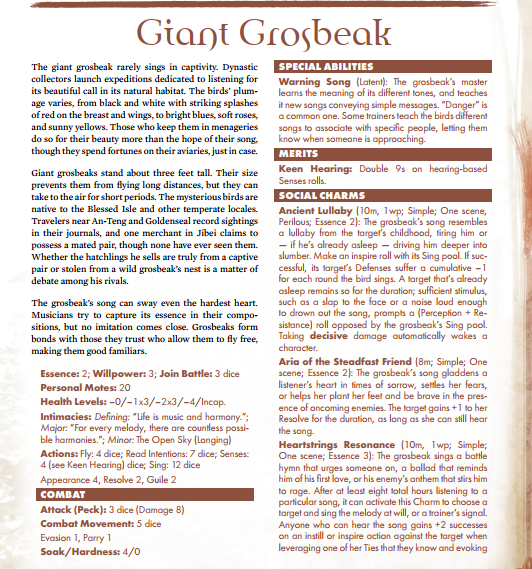 Giant Grosbeak
The giant grosbeak rarely sings in captivity. Dynastic
collectors launch expeditions dedicated to listening for
its beautiful call in its natural habitat. The birds' plum-
age varies, from black and white with striking splashes
of red on the breast and wings, to bright blues, soft roses,
and sunny yellows. Those who keep them in menageries
do so for their beauty more than the hope of their song,
though they spend fortunes on their aviaries, just in case.
Giant grosbeaks stand about three feet tall. Their size
prevents them from flying long distances, but they can
take to the air for short periods. The mysterious birds are
native to the Blessed Isle and other temperate locales.
Travelers near An-Teng and Goldenseal record sightings
in their journals, and one merchant in Jibei claims to
possess a mated pair, though none have ever seen them.
Whether the hatchlings he sells are truly from a captive
pair or stolen from a wild grosbeak's nest is a matter of
debate among his rivals.
The grosbeak's song can sway even the hardest heart.
Musicians try to capture its essence in their compo-
sitions, but no imitation comes close. Grosbeaks form
bonds with those they trust who allow them to fly free,
making them good familiars.
Essence: 2; Willpower: 3; Join Battle: 3 dice
Personal Motes: 20
Health Levels: −0/−1x3/−2x3/−4/Incap.
Intimacies: Defining: "Life is music and harmony.";
Major: "For every melody, there are countless possi-
ble harmonies."; Minor: The Open Sky (Longing)
Actions: Fly: 4 dice; Read Intentions: 7 dice; Senses:
4 (see Keen Hearing) dice; Sing: 12 dice
Appearance 4, Resolve 2, Guile 2
COMBAT
Attack (Peck): 3 dice (Damage 8)
Combat Movement: 5 dice
Evasion 1, Parry 1
Soak/Hardness: 4/0
SPECIAL ABILITIES
Warning Song (Latent): The grosbeak's master
learns the meaning of its different tones, and teaches
it new songs conveying simple messages. "Danger" is
a common one. Some trainers teach the birds different
songs to associate with specific people, letting them
know when someone is approaching.
MERITS
Keen Hearing: Double 9s on hearing-based
Senses rolls.
SOCIAL CHARMS
Ancient Lullaby (10m, 1wp; Simple; One scene,
Perilous; Essence 2): The grosbeak's song resembles
a lullaby from the target's childhood, tiring him or
— if he's already asleep — driving him deeper into
slumber. Make an inspire roll with its Sing pool. If suc-
cessful, its target's Defenses suffer a cumulative −1
for each round the bird sings. A target that's already
asleep remains so for the duration; sufficient stimulus,
such as a slap to the face or a noise loud enough
to drown out the song, prompts a (Perception + Re-
sistance) roll opposed by the grosbeak's Sing pool.
Taking decisive damage automatically wakes a
character.
Aria of the Steadfast Friend (8m; Simple; One
scene; Essence 2): The grosbeak's song gladdens a
listener's heart in times of sorrow, settles her fears,
or helps her plant her feet and be brave in the pres-
ence of oncoming enemies. The target gains +1 to her
Resolve for the duration, as long as she can still hear
the song.
Heartstrings Resonance (10m, 1wp; Simple;
One scene; Essence 3): The grosbeak sings a battle
hymn that urges someone on, a ballad that reminds
him of his first love, or his enemy's anthem that stirs him
to rage. After at least eight total hours listening to a
particular song, it can activate this Charm to choose a
target and sing the melody at will, or a trainer's signal.
Anyone who can hear the song gains +2 successes
on an instill or inspire action against the target when
leveraging one of her Ties that they know and evoking